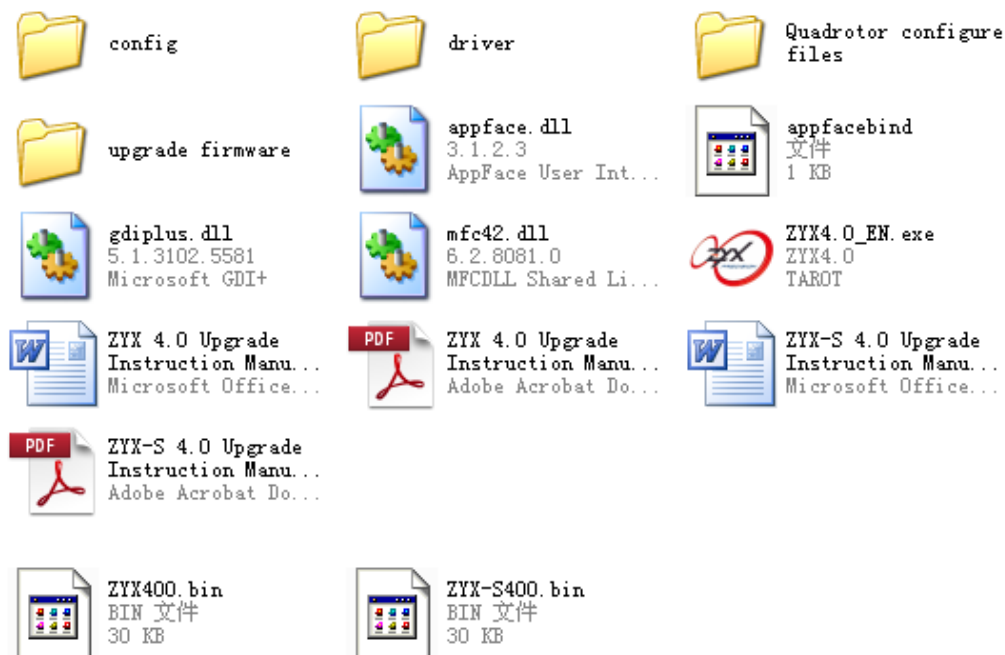 config
driver
Quadrotor configure
files
upgrade firmware
appface.dll
3.1.2.3
AppFace User Int...
appfacebind
文件
1 KB
gdiplus.dll
5.1.3102.5581
Microsoft GDI+
mfc42.dll
6.2.8081.0
MFCDLL Shared Li...
ZYX
ZYX4.0_EN.exe
ZYX4.0
TAROT
W
ZYX 4.0 Upgrade
Instruction Manu...
Microsoft Office...
PDF
ZYX 4.0 Upgrade
Instruction Manu...
Adobe Acrobat Do...
W
ZYX-S 4.0 Upgrade
Instruction Manu...
Microsoft Office...
PDF
ZYX-S 4.0 Upgrade
Instruction Manu...
Adobe Acrobat Do...
ZYX400.bin
BIN 文件
30 KB
ZYX-S400.bin
BIN 文件
30 KB